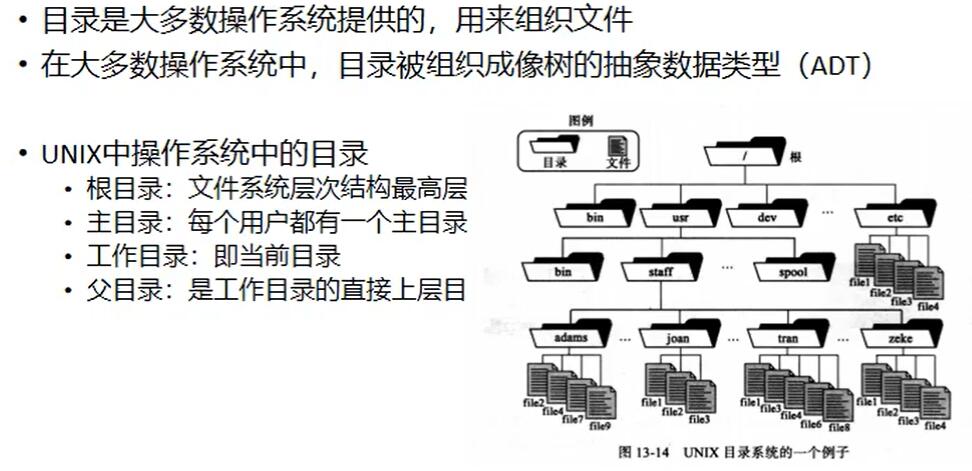 • 目录是大多数操作系统提供的，用来组织文件
• 在大多数操作系统中，目录被组织成像树的抽象数据类型（ADT）
• UNIX中操作系统中的目录
• 根目录：文件系统层次结构最高层
• 主目录：每个用户都有一个主目录
• 工作目录：即当前目录
• 父目录：是工作目录的直接上层目
图例
目录 文件
/ 根
bin usr dev … etc
file1 file2 file3 file4
bin staff … spool
adams … joan … tran … zeke
file2 file4 file7 file9
file1 file2 file3
file1 file3 file4 file6 file8
file1 file2 file3 file4
图 13-14 UNIX 目录系统的一个例子